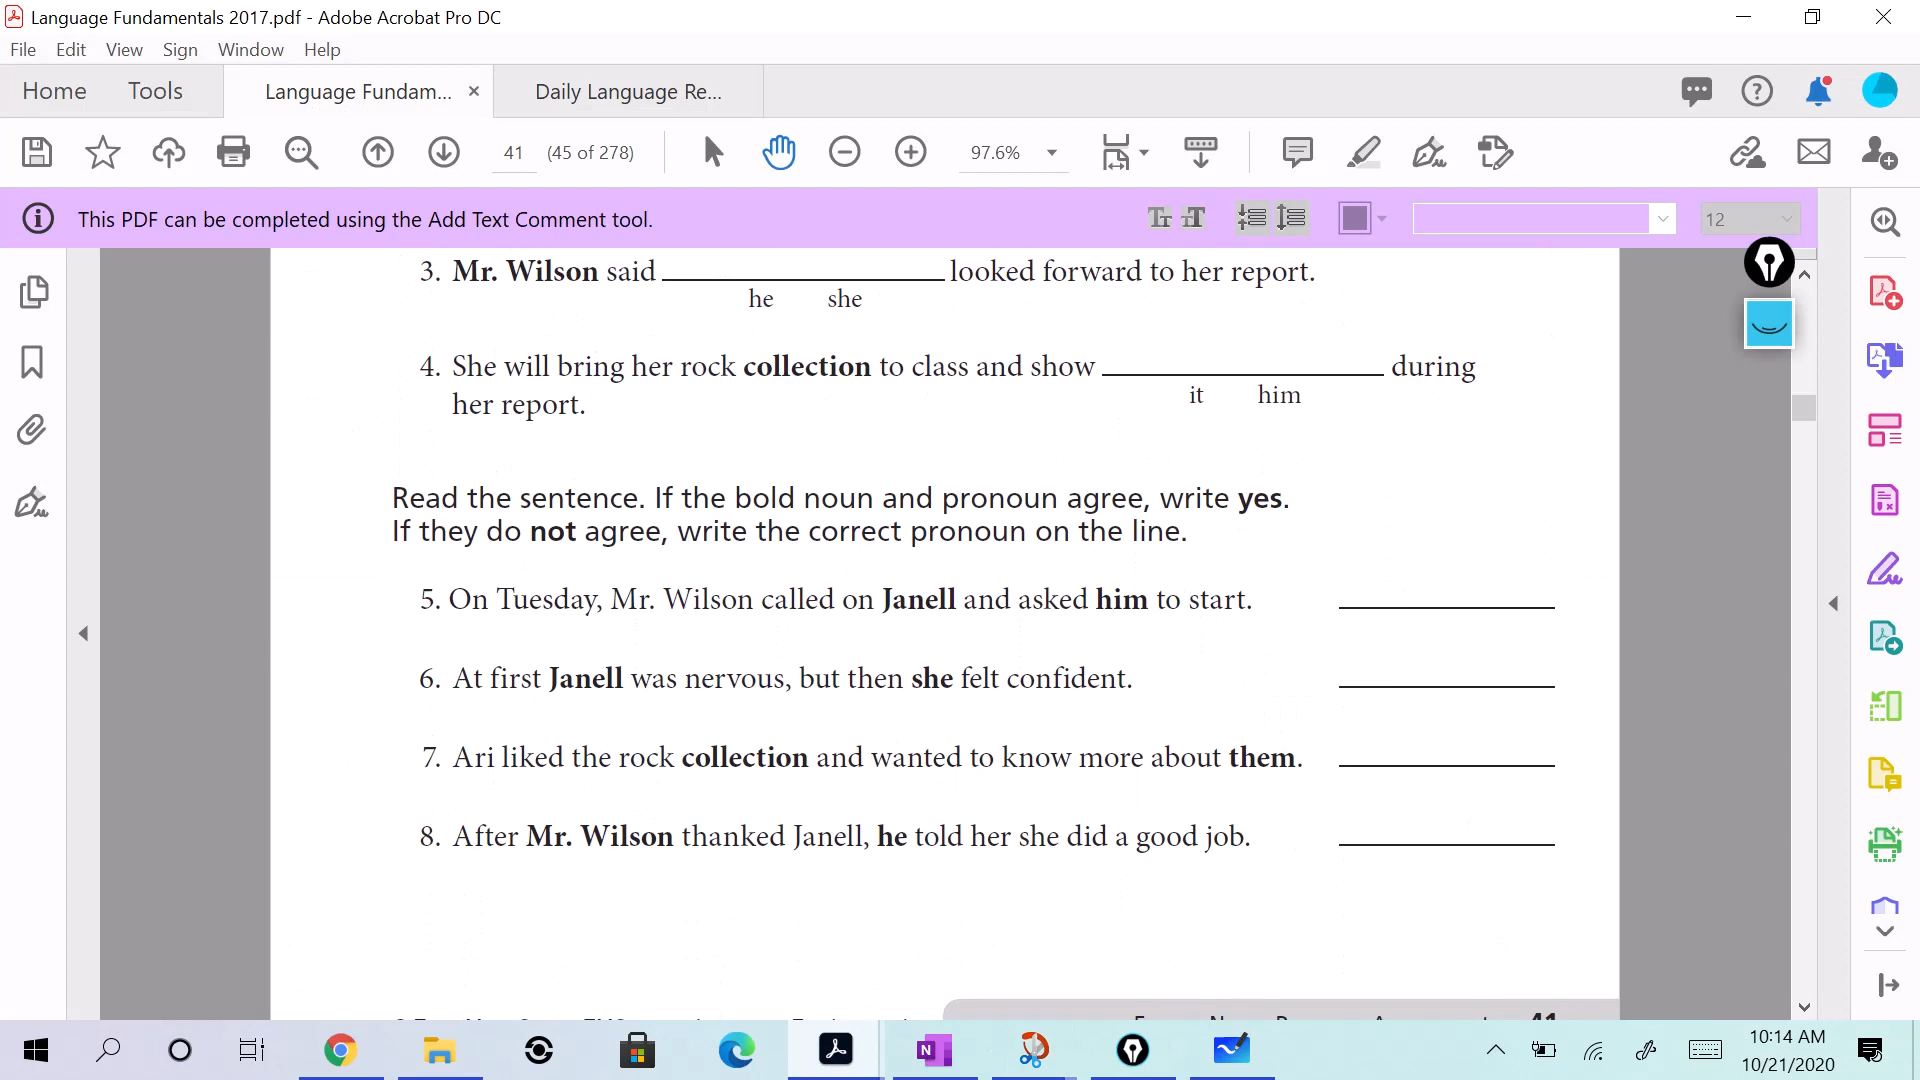 Language Fundamentals 2017.pdf - Adobe Acrobat Pro DC
File Edit View Sign Window Help
Home Tools Language Fundam... × Daily Language Re...
41 (45 of 278) 97.6%
This PDF can be completed using the Add Text Comment tool. 12
3. Mr. Wilson said ____________ looked forward to her report.
he she
4. She will bring her rock collection to class and show ____________ during
it him
her report.
Read the sentence. If the bold noun and pronoun agree, write yes.
If they do not agree, write the correct pronoun on the line.
5. On Tuesday, Mr. Wilson called on Janell and asked him to start. ____________
6. At first Janell was nervous, but then she felt confident. ____________
7. Ari liked the rock collection and wanted to know more about them. ____________
8. After Mr. Wilson thanked Janell, he told her she did a good job. ____________
41
10:14 AM
10/21/2020